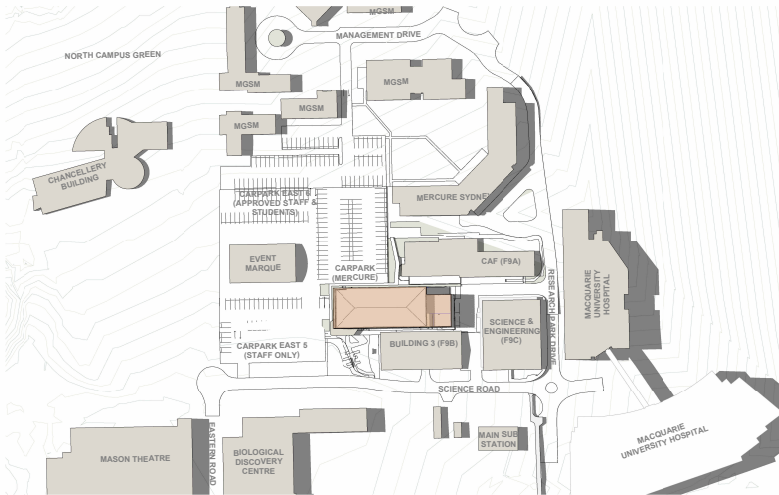 MGSM
MANAGEMENT DRIVE
NORTH CAMPUS GREEN
MGSM
MGSM
MGSM
MGSM
CHANCELLERY
BUILDING
CARPARK EAST 6
(APPROVED STAFF &
STUDENTS)
MERCURE SYDNEY
EVENT
MARQUE
CARPARK
(MERCURE)
CAF (F9A)
RESEARCH PARK DRIVE
MACQUARIE
UNIVERSITY
HOSPITAL
SCIENCE &
ENGINEERING
(F9C)
CARPARK EAST 5
(STAFF ONLY)
BUILDING 3 (F9B)
SCIENCE ROAD
MASON THEATRE
EASTERN ROAD
BIOLOGICAL
DISCOVERY
CENTRE
MAIN SUB
STATION
MACQUARIE
UNIVERSITY HOSPITAL